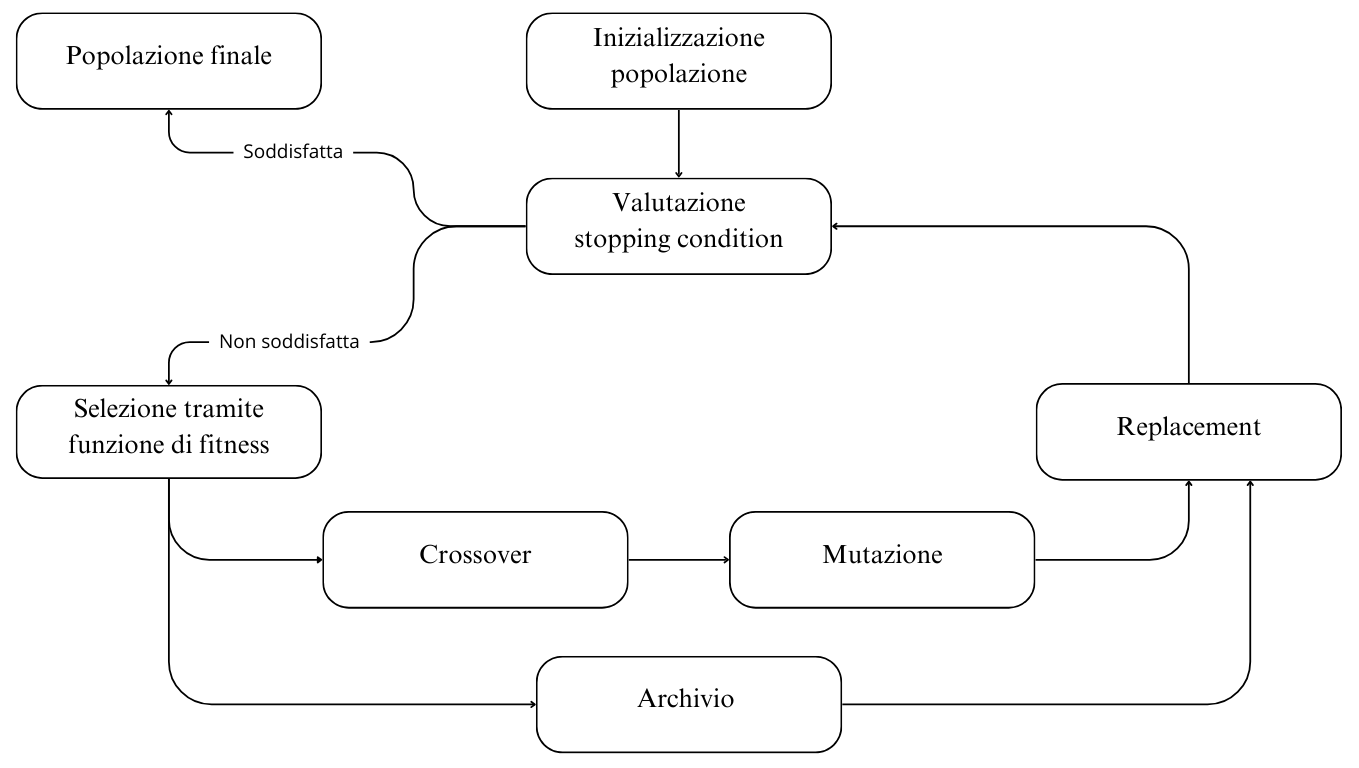 Popolazione finale
Inizializzazione
popolazione
Soddisfatta
Valutazione
stopping condition
Non soddisfatta
Selezione tramite
funzione di fitness
Replacement
Crossover
Mutazione
Archivio